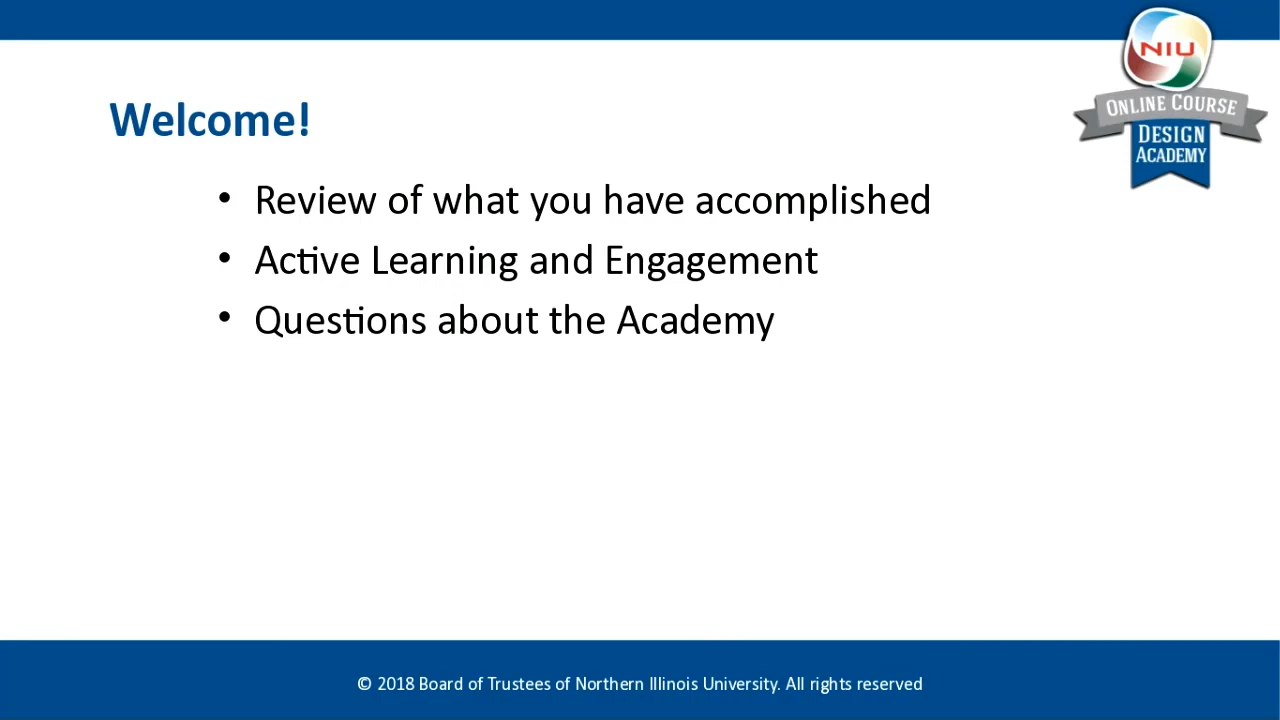 NIU
ONLINE COURSE
DESIGN
ACADEMY
Welcome!
• Review of what you have accomplished
• Active Learning and Engagement
• Questions about the Academy
© 2018 Board of Trustees of Northern Illinois University. All rights reserved